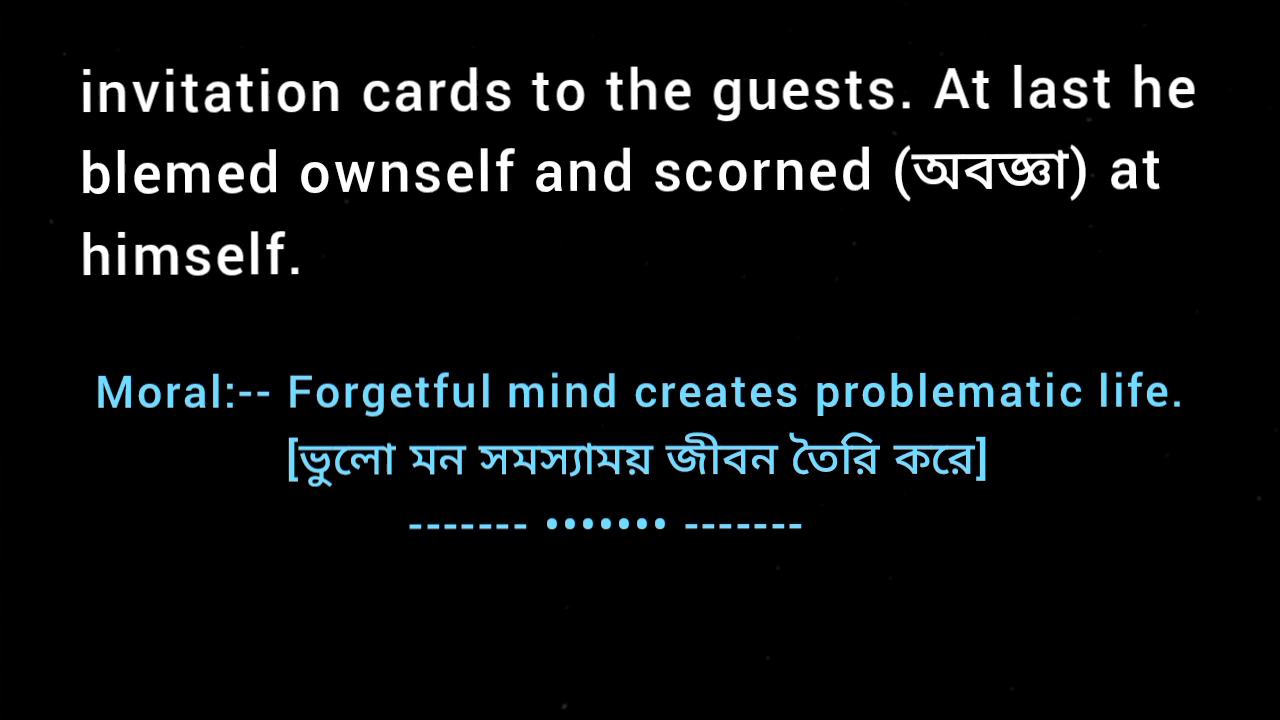 invitation cards to the guests. At last he
blemed ownself and scorned (অবজ্ঞা) at
himself.
Moral:-- Forgetful mind creates problematic life.
[ভুলো মন সমস্যাময় জীবন তৈরি করে]
------- ••••••• -------